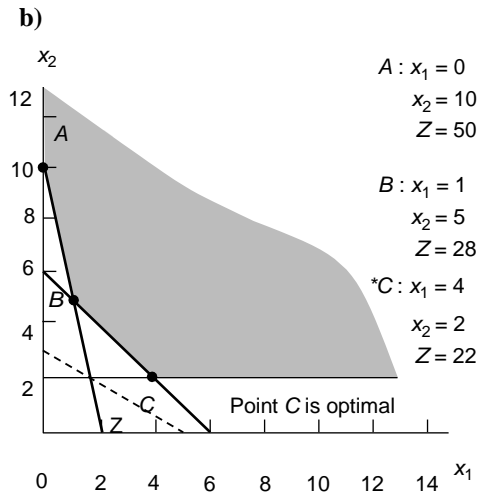 b)
x₂
12
10
8
6
4
2
0
A
B
C
Z
Point C is optimal
0 2 4 6 8 10 12 14
x₁
A : x₁ = 0
x₂ = 10
Z = 50
B : x₁ = 1
x₂ = 5
Z = 28
*C : x₁ = 4
x₂ = 2
Z = 22